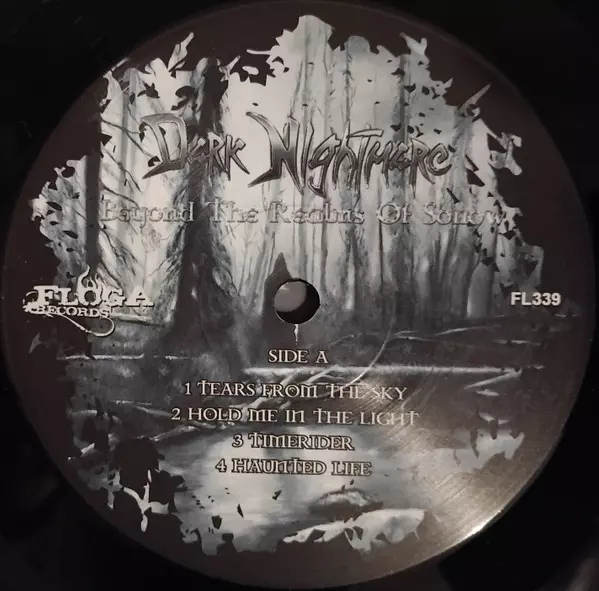 Dark Nightmare
Beyond The Realms Of Sorrow
FLOGA
RECORDS
FL339
SIDE A
1 TEARS FROM THE SKY
2 HOLD ME IN THE LIGHT
3 TIMERIDER
4 HAUNTED LIFE